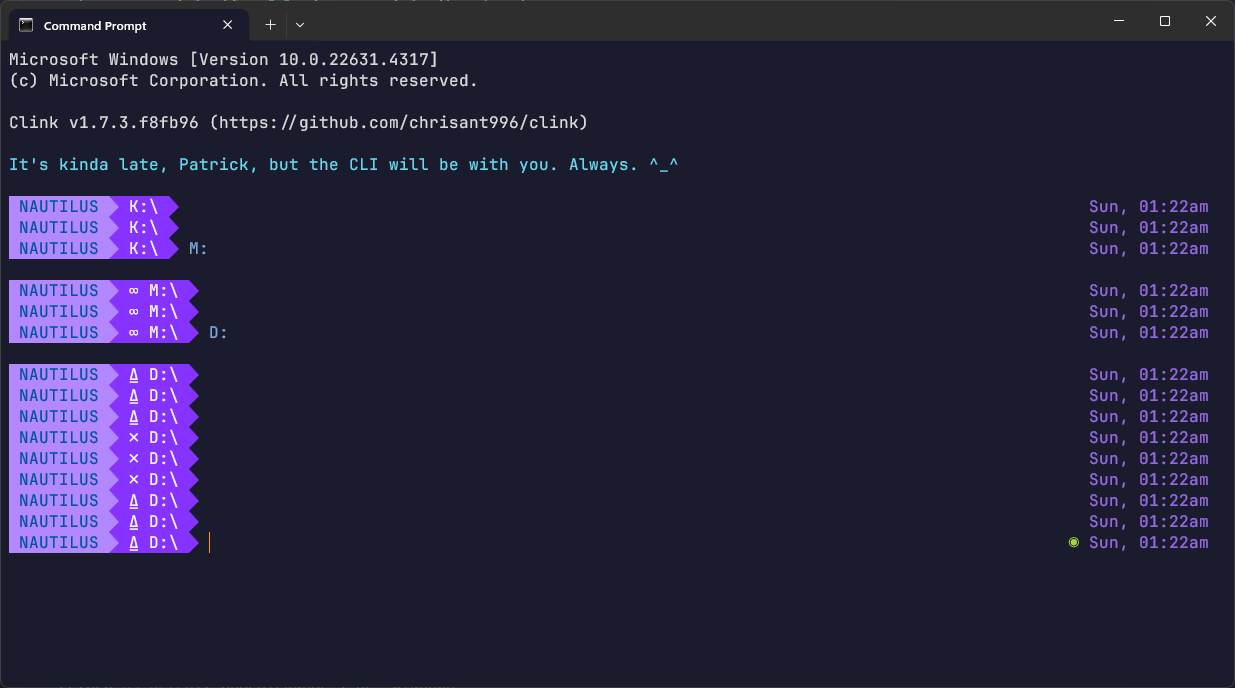 Command Prompt
Microsoft Windows [Version 10.0.22631.4317]
(c) Microsoft Corporation. All rights reserved.
Clink v1.7.3.f8fb96 (https://github.com/chrisant996/clink)
It's kinda late, Patrick, but the CLI will be with you. Always. ^_^
NAUTILUS K:\ Sun, 01:22am
NAUTILUS K:\ Sun, 01:22am
NAUTILUS K:\ M: Sun, 01:22am
NAUTILUS ∞ M:\ Sun, 01:22am
NAUTILUS ∞ M:\ Sun, 01:22am
NAUTILUS ∞ M:\ D: Sun, 01:22am
NAUTILUS Δ D:\ Sun, 01:22am
NAUTILUS Δ D:\ Sun, 01:22am
NAUTILUS Δ D:\ Sun, 01:22am
NAUTILUS × D:\ Sun, 01:22am
NAUTILUS × D:\ Sun, 01:22am
NAUTILUS × D:\ Sun, 01:22am
NAUTILUS Δ D:\ Sun, 01:22am
NAUTILUS Δ D:\ Sun, 01:22am
NAUTILUS Δ D:\ ◉ Sun, 01:22am